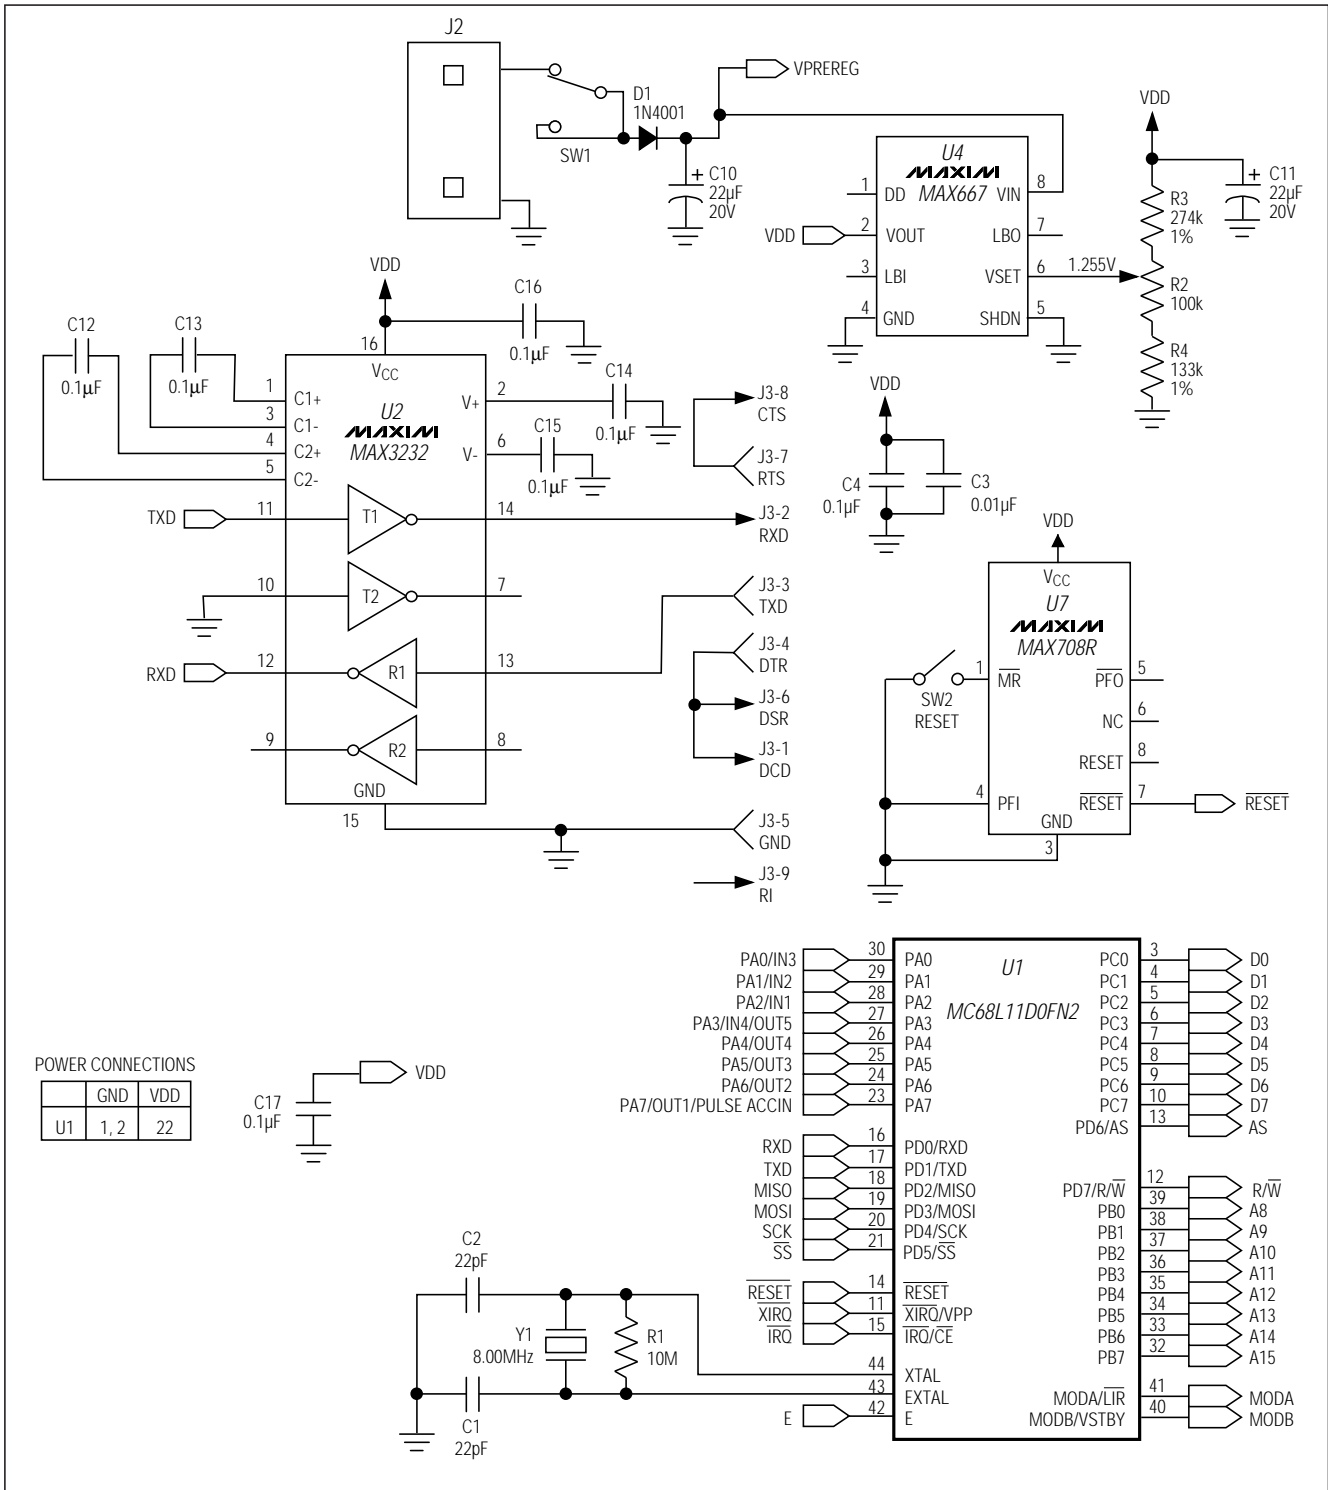 J2
VPREREG
D1
1N4001
SW1
+ C10
22µF
20V
VDD
U4
MAXIM
MAX667
1 DD
VIN 8
VDD 2 VOUT
LBO 7
3 LBI
VSET 6 1.255V
4 GND
SHDN 5
R3
274k
1%
+ C11
22µF
20V
R2
100k
R4
133k
1%
VDD
C16
0.1µF
C12
0.1µF
C13
0.1µF
16
VCC
U2
MAXIM
MAX3232
1 C1+
3 C1-
4 C2+
5 C2-
V+ 2
C14
0.1µF
V- 6
C15
0.1µF
TXD 11 T1 14
10 T2 7
RXD 12 R1 13
9 R2 8
GND
15
J3-8
CTS
J3-7
RTS
J3-2
RXD
J3-3
TXD
J3-4
DTR
J3-6
DSR
J3-1
DCD
J3-5
GND
J3-9
RI
VDD
C4
0.1µF
C3
0.01µF
VDD
VCC
U7
MAXIM
MAX708R
1 MR
SW2
RESET
PFO 5
NC 6
RESET 8
4 PFI
RESET 7 RESET
GND
3
POWER CONNECTIONS
GND VDD
U1 1, 2 22
VDD
C17
0.1µF
U1
MC68L11D0FN2
PA0/IN3 30 PA0
PA1/IN2 29 PA1
PA2/IN1 28 PA2
PA3/IN4/OUT5 27 PA3
PA4/OUT4 26 PA4
PA5/OUT3 25 PA5
PA6/OUT2 24 PA6
PA7/OUT1/PULSE ACCIN 23 PA7
RXD 16 PD0/RXD
TXD 17 PD1/TXD
MISO 18 PD2/MISO
MOSI 19 PD3/MOSI
SCK 20 PD4/SCK
SS 21 PD5/SS
RESET 14 RESET
XIRQ 11 XIRQ/VPP
IRQ 15 IRQ/CE
44 XTAL
43 EXTAL
E 42 E
PC0 3 D0
PC1 4 D1
PC2 5 D2
PC3 6 D3
PC4 7 D4
PC5 8 D5
PC6 9 D6
PC7 10 D7
PD6/AS 13 AS
PD7/R/W 12 R/W
PB0 39 A8
PB1 38 A9
PB2 37 A10
PB3 36 A11
PB4 35 A12
PB5 34 A13
PB6 33 A14
PB7 32 A15
MODA/LIR 41 MODA
MODB/VSTBY 40 MODB
C2
22pF
Y1
8.00MHz
R1
10M
C1
22pF